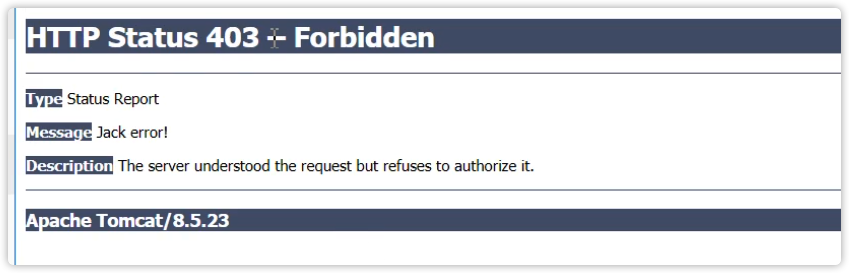 HTTP Status 403 – Forbidden
Type Status Report
Message Jack error!
Description The server understood the request but refuses to authorize it.
Apache Tomcat/8.5.23